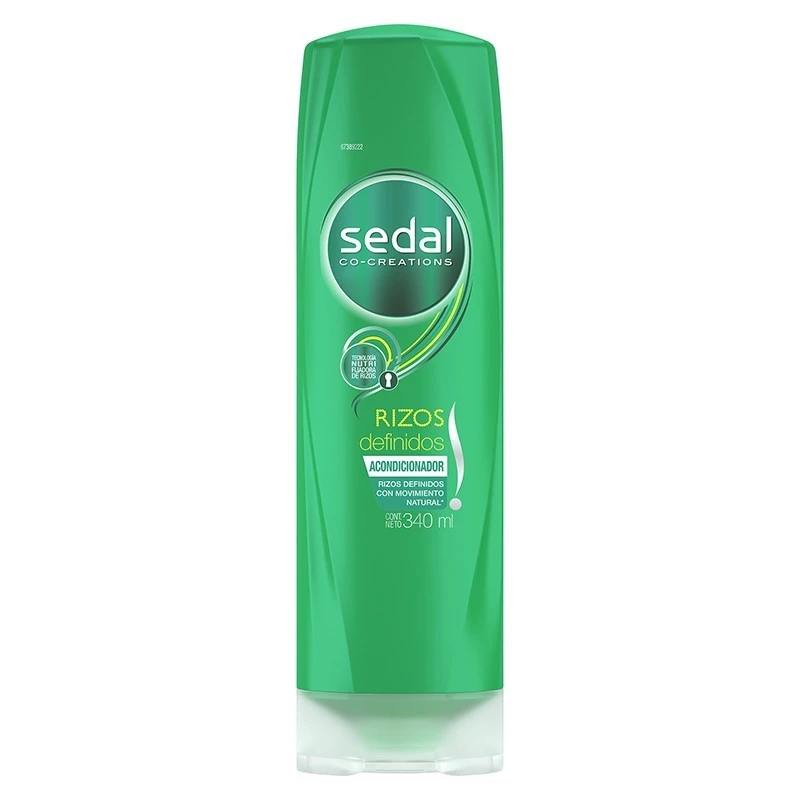 67389222
sedal
CO-CREATIONS
TECNOLOGÍA
NUTRI
FIJADORA
DE RIZOS
RIZOS
definidos
ACONDICIONADOR
RIZOS DEFINIDOS
CON MOVIMIENTO
NATURAL*
CONT.
NETO 340 ml